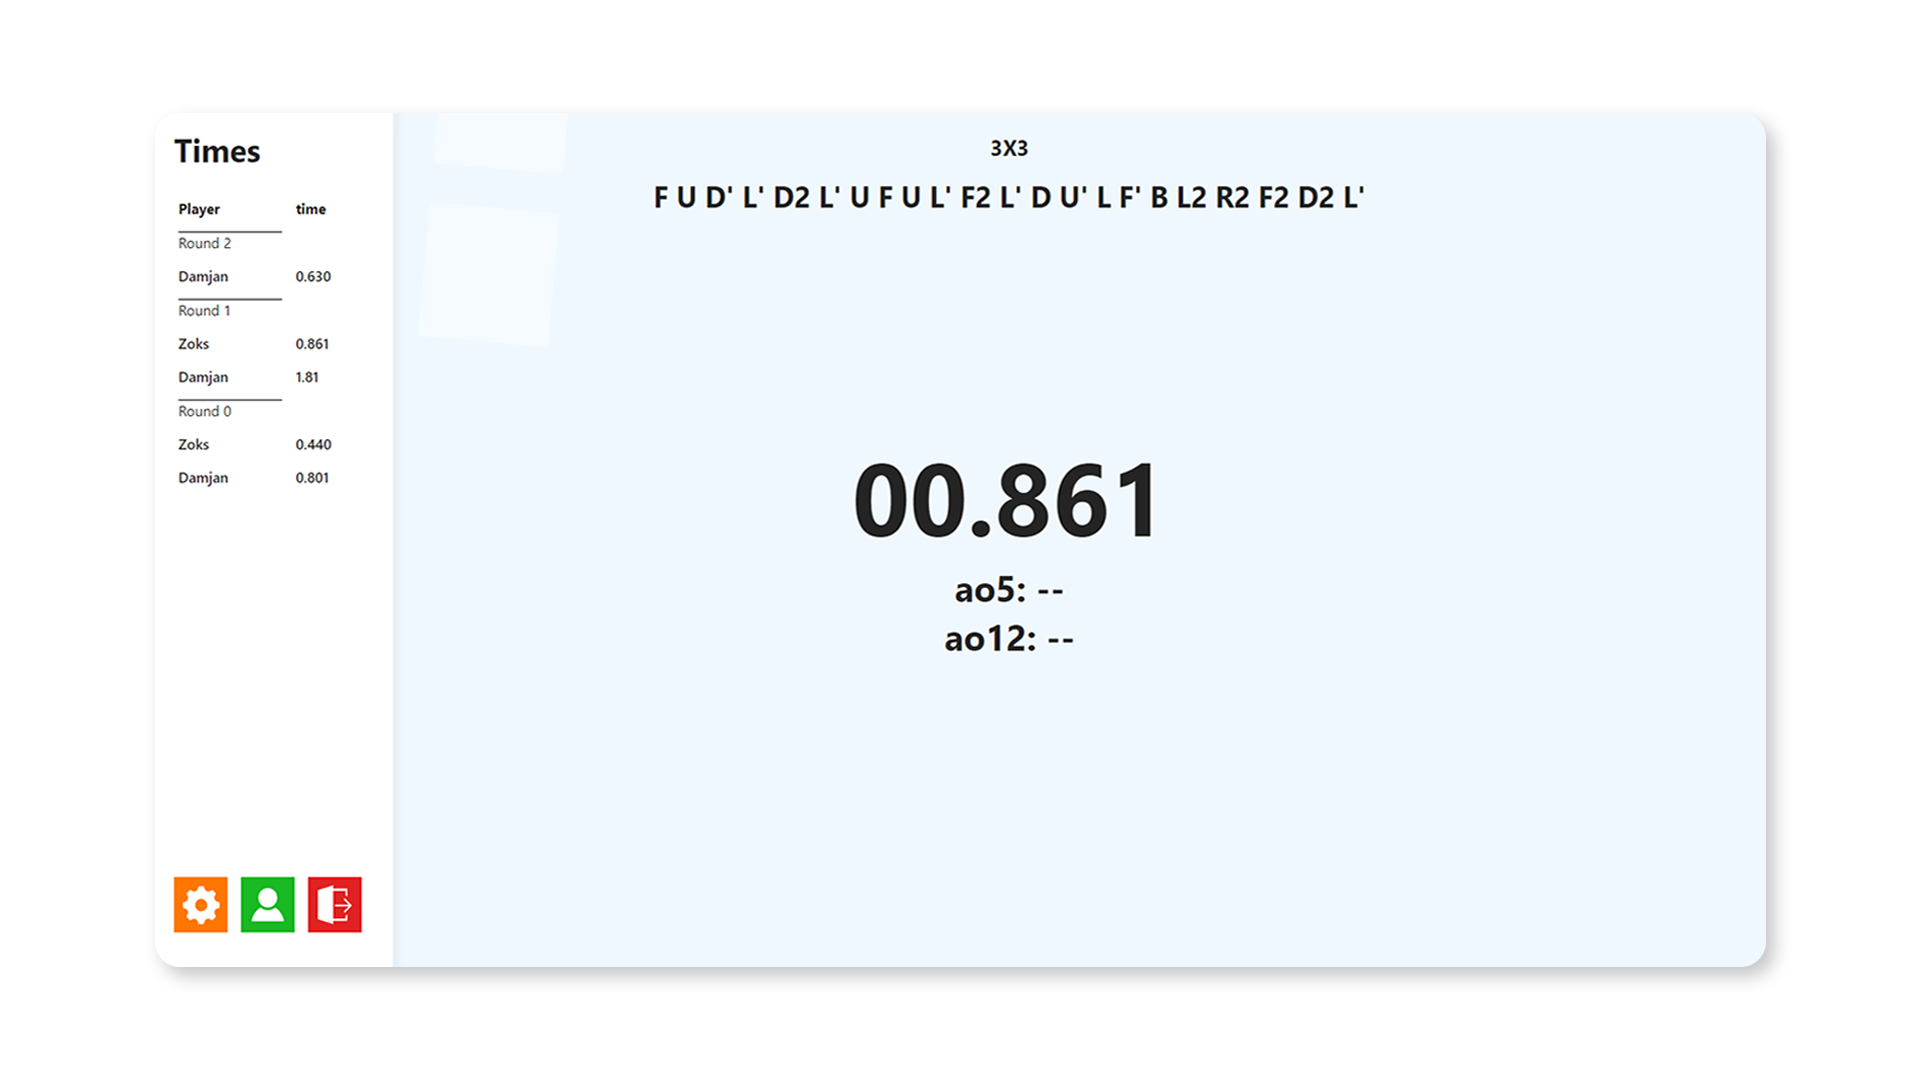 Times
Player time
Round 2
Damjan 0.630
Round 1
Zoks 0.861
Damjan 1.81
Round 0
Zoks 0.440
Damjan 0.801
3X3
F U D' L' D2 L' U F U L' F2 L' D U' L F' B L2 R2 F2 D2 L'
00.861
ao5: --
ao12: --